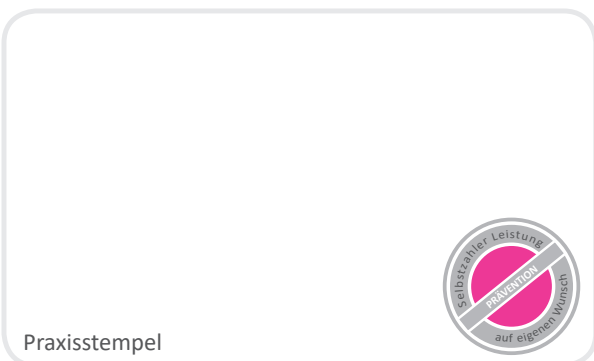 Selbstzahler Leistung
PRÄVENTION
auf eigenen Wunsch
Praxisstempel